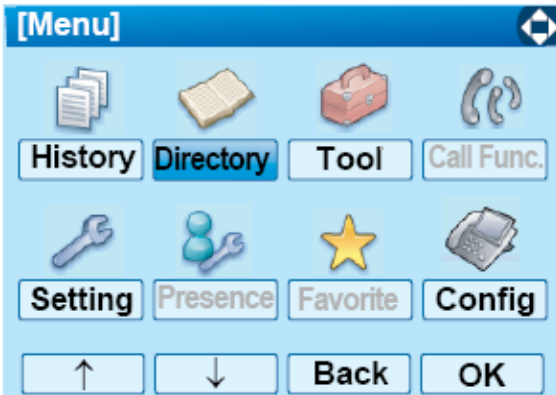 [Menu]
History Directory Tool Call Func.
Setting Presence Favorite Config
↑ ↓ Back OK